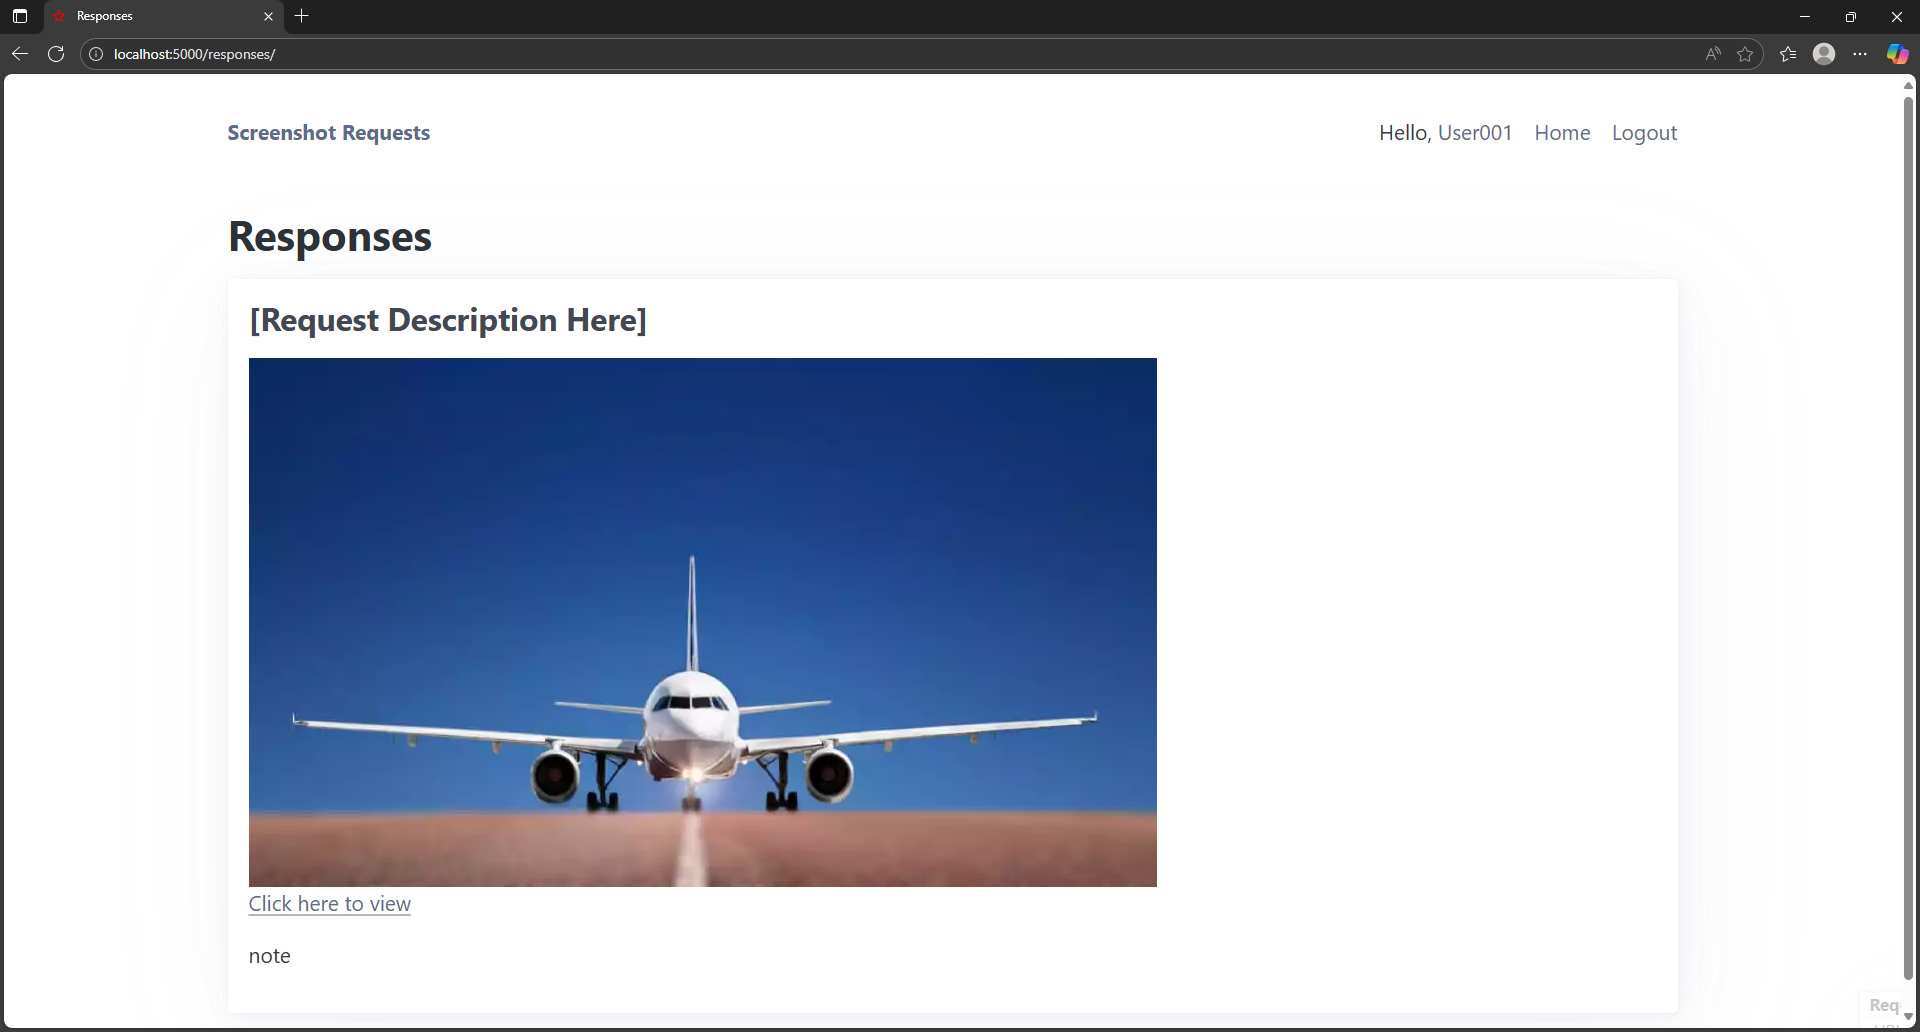 Responses
localhost:5000/responses/
Screenshot Requests
Hello, User001 Home Logout
Responses
[Request Description Here]
Click here to view
note
Req